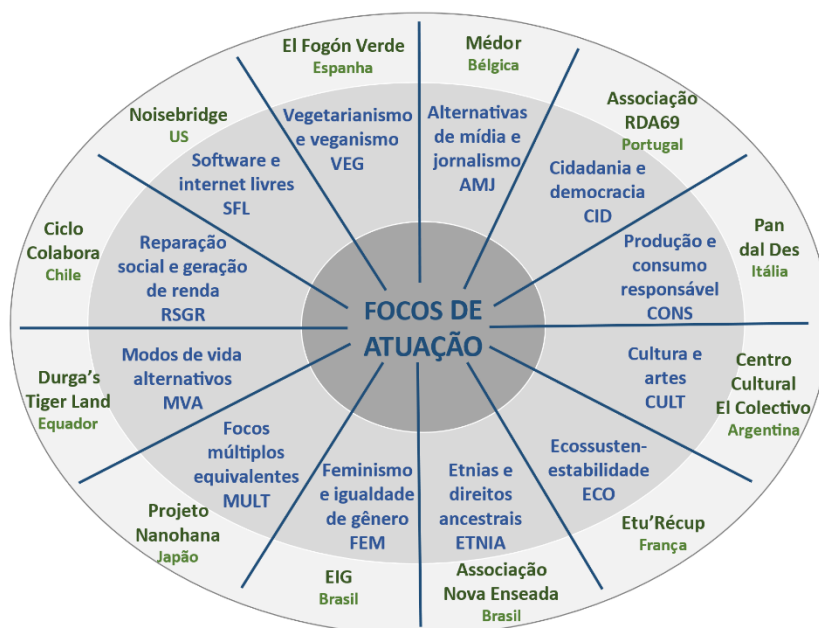 FOCOS DE
ATUAÇÃO
El Fogón Verde
Espanha
Vegetarianismo
e veganismo
VEG
Médor
Bélgica
Alternativas
de mídia e
jornalismo
AMJ
Associação
RDA69
Portugal
Cidadania e
democracia
CID
Pan
dal Des
Itália
Produção e
consumo
responsável
CONS
Centro
Cultural
El Colectivo
Argentina
Cultura e
artes
CULT
Etu'Récup
França
Ecossusten-
estabilidade
ECO
Associação
Nova Enseada
Brasil
Etnias e
direitos
ancestrais
ETNIA
EIG
Brasil
Feminismo
e igualdade
de gênero
FEM
Projeto
Nanohana
Japão
Focos
múltiplos
equivalentes
MULT
Durga's
Tiger Land
Equador
Modos de vida
alternativos
MVA
Ciclo
Colabora
Chile
Reparação
social e geração
de renda
RSGR
Noisebridge
US
Software e
internet livres
SFL